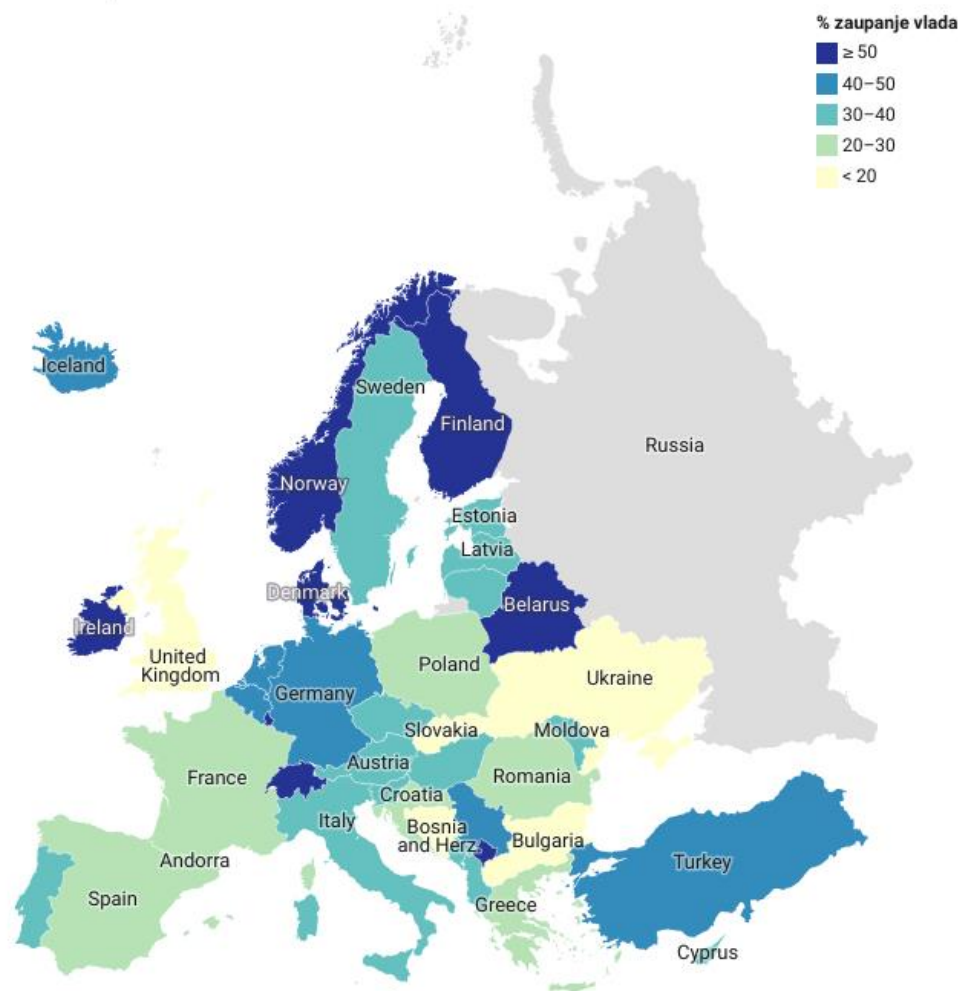 % zaupanje vlada
≥ 50
40–50
30–40
20–30
< 20
Iceland
Sweden
Finland
Russia
Norway
Estonia
Latvia
Denmark
Belarus
Ireland
United
Kingdom
Poland
Ukraine
Germany
Slovakia
Moldova
Austria
France
Romania
Croatia
Italy
Bosnia
and Herz.
Bulgaria
Andorra
Turkey
Spain
Greece
Cyprus